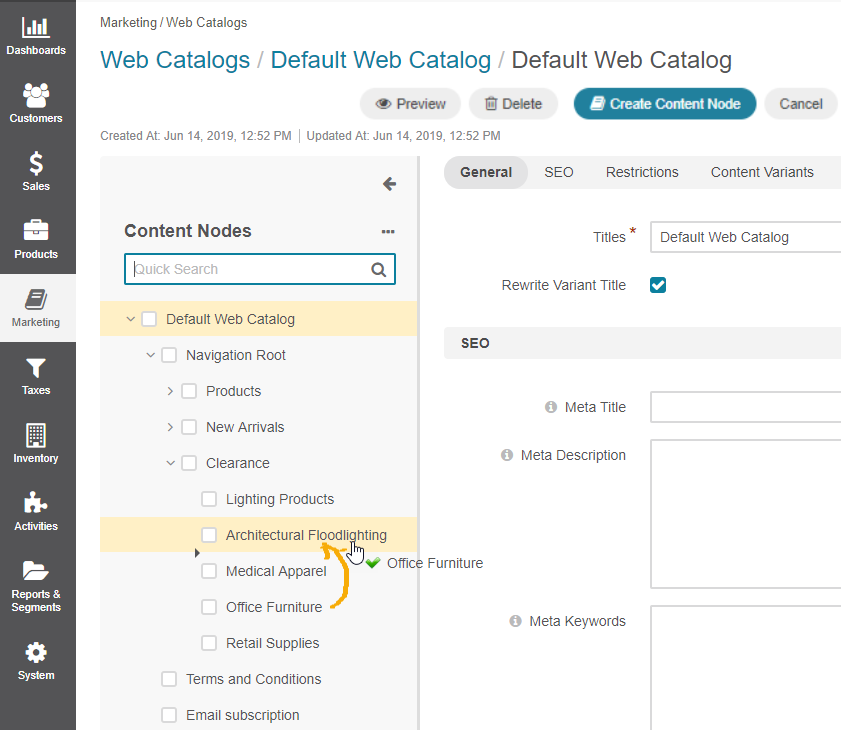 Dashboards
Customers
Sales
Products
Marketing
Taxes
Inventory
Activities
Reports &
Segments
System
Marketing / Web Catalogs
Web Catalogs / Default Web Catalog / Default Web Catalog
Preview Delete Create Content Node Cancel
Created At: Jun 14, 2019, 12:52 PM | Updated At: Jun 14, 2019, 12:52 PM
Content Nodes ...
Quick Search
Default Web Catalog
Navigation Root
Products
New Arrivals
Clearance
Lighting Products
Architectural Floodlighting
Office Furniture
Medical Apparel
Office Furniture
Retail Supplies
Terms and Conditions
Email subscription
General SEO Restrictions Content Variants
Titles * Default Web Catalog
Rewrite Variant Title
SEO
Meta Title
Meta Description
Meta Keywords